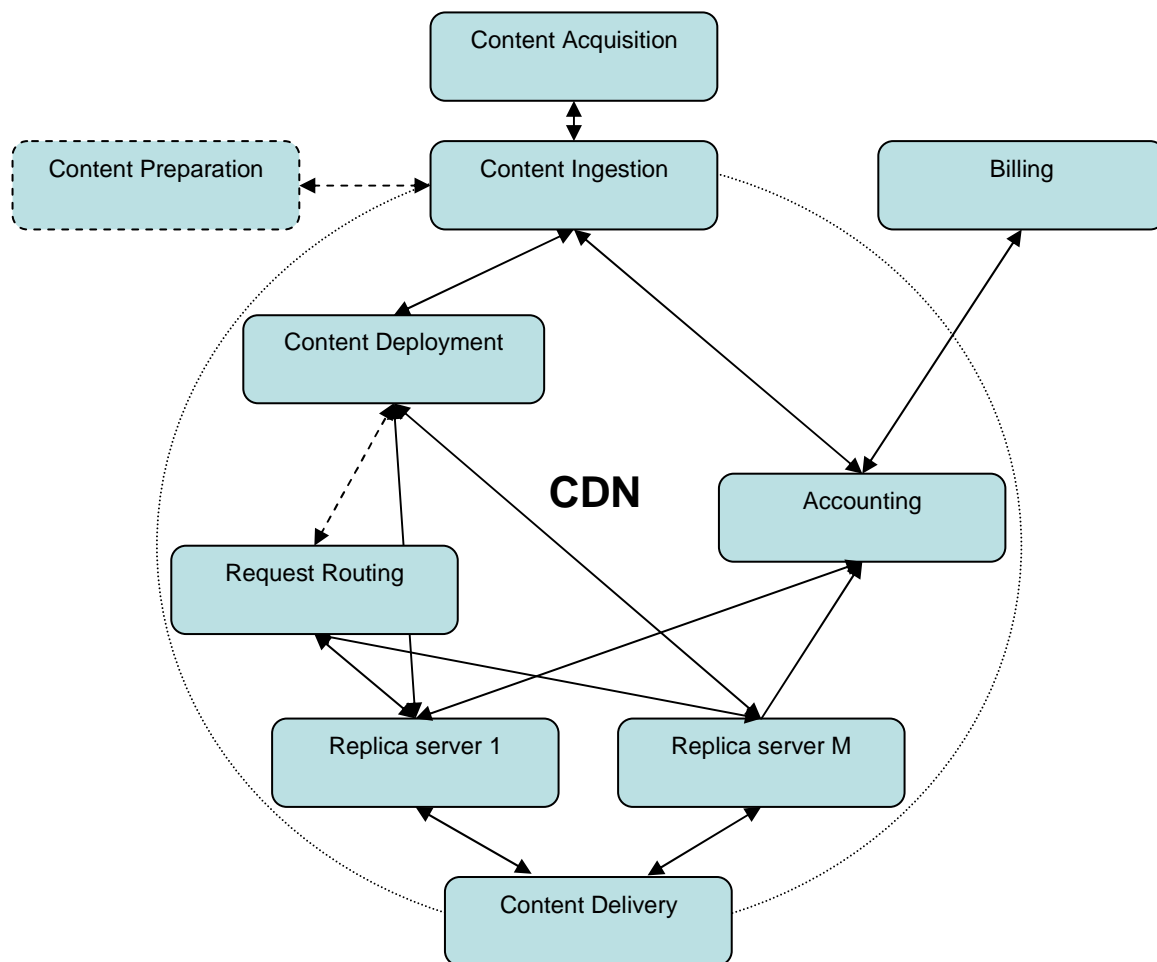 Content Acquisition
Content Preparation
Content Ingestion
Billing
Content Deployment
CDN
Accounting
Request Routing
Replica server 1
Replica server M
Content Delivery